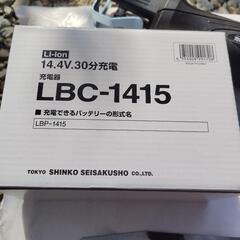 Li-ion
14.4V.30分充電
充電器
LBC-1415
■ 充電できるバッテリーの形式名
LBP-1415
TOKYO SHINKO SEISAKUSHO CO.,LTD.